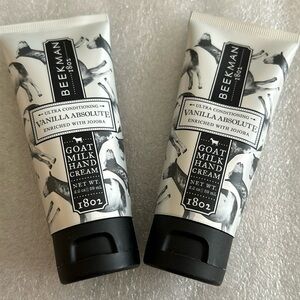 BEEKMAN
1802
ULTRA CONDITIONING
VANILLA ABSOLUTE
ENRICHED WITH JOJOBA
GOAT
MILK
HAND
CREAM
NET WT.
1802
BEEKMAN
1802
ULTRA CONDITIONING
VANILLA ABSOLUTE
ENRICHED WITH JOJOBA
GOAT
MILK
HAND
CREAM
NET WT.
1802